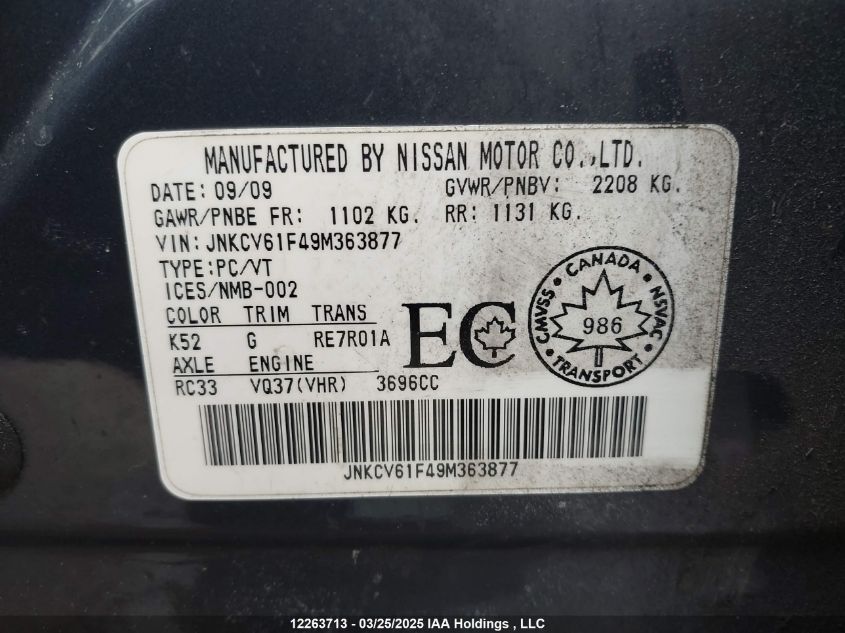 MANUFACTURED BY NISSAN MOTOR CO.,LTD.
DATE: 09/09 GVWR/PNBV: 2208 KG.
GAWR/PNBE FR: 1102 KG. RR: 1131 KG.
VIN: JNKCV61F49M363877
TYPE:PC/VT
ICES/NMB-002
COLOR TRIM TRANS
K52 G RE7R01A
AXLE ENGINE
RC33 VQ37(VHR) 3696CC
EC
CMVSS • CANADA • NSVAC • TRANSPORT •
986
JNKCV61F49M363877
12263713 - 03/25/2025 IAA Holdings , LLC